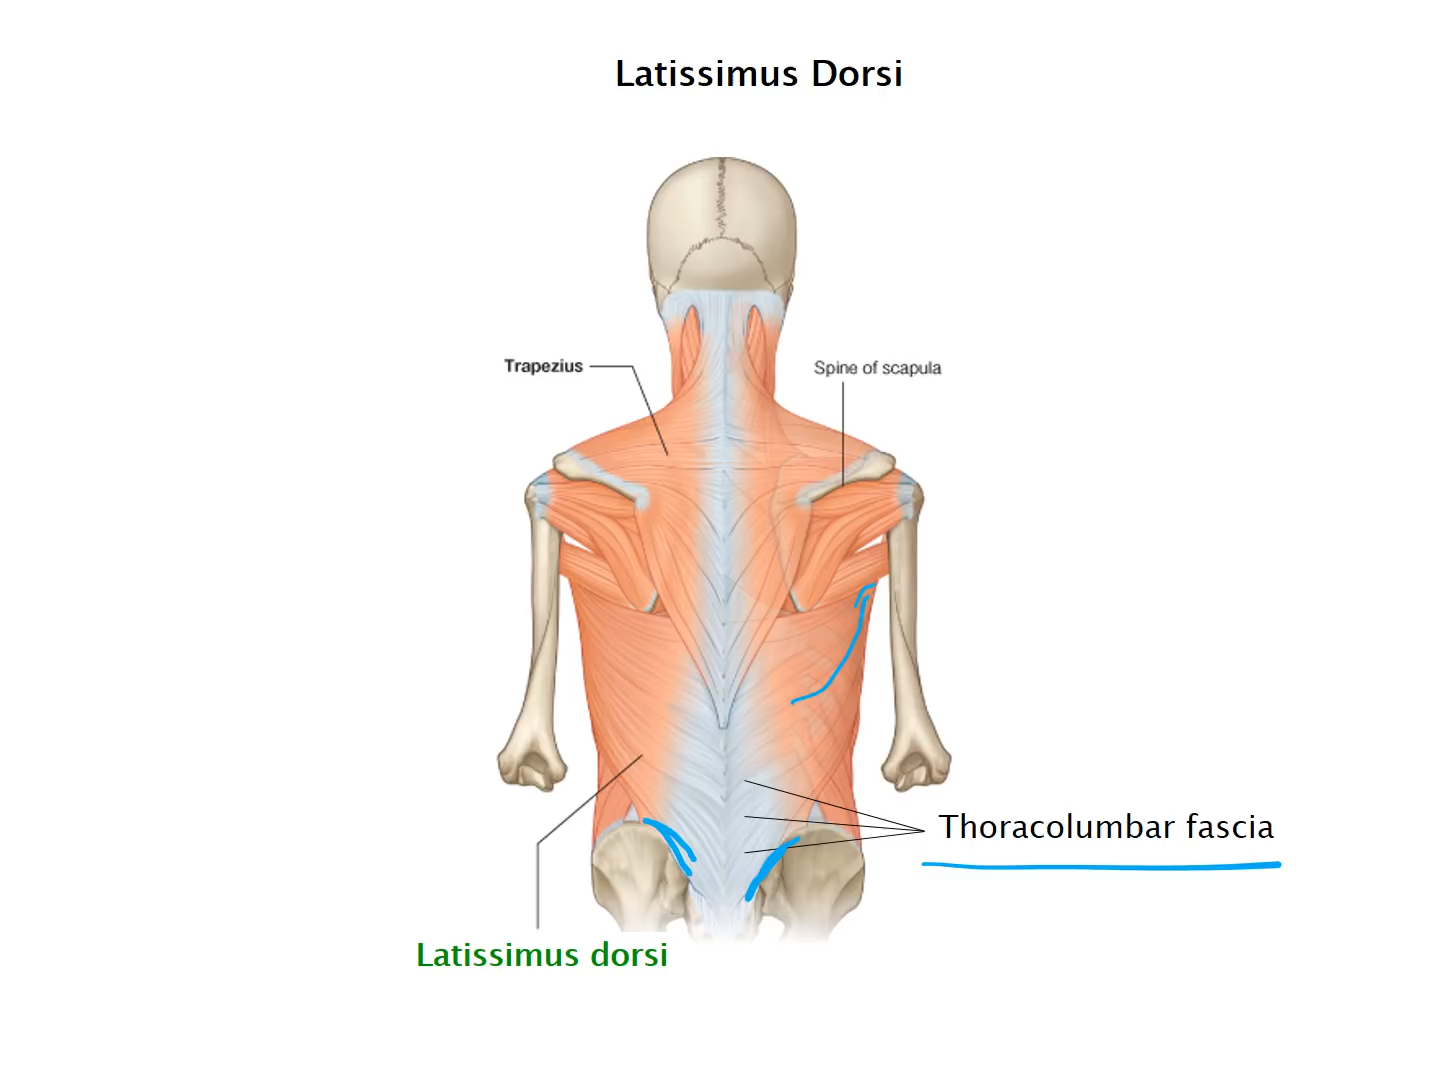 Latissimus Dorsi
Trapezius
Spine of scapula
Thoracolumbar fascia
Latissimus dorsi